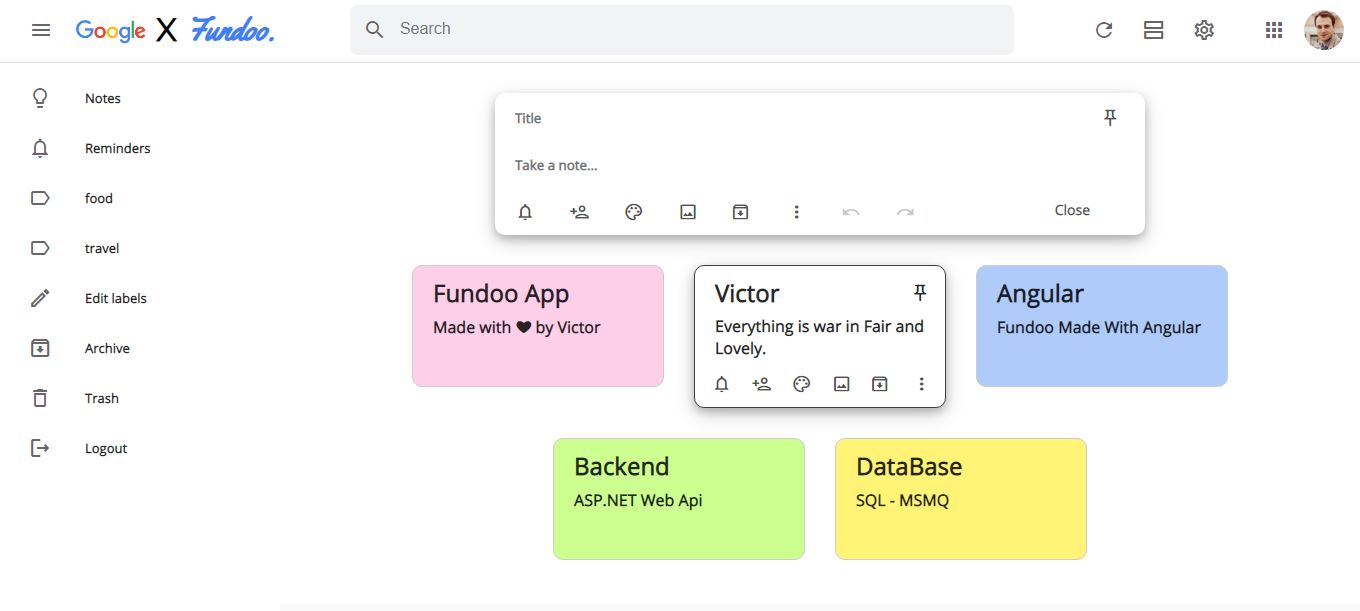 Google X Fundoo.
Search
Notes
Reminders
food
travel
Edit labels
Archive
Trash
Logout
Title
Take a note...
Close
Fundoo App
Made with ♥ by Victor
Victor
Everything is war in Fair and
Lovely.
Angular
Fundoo Made With Angular
Backend
ASP.NET Web Api
DataBase
SQL - MSMQ